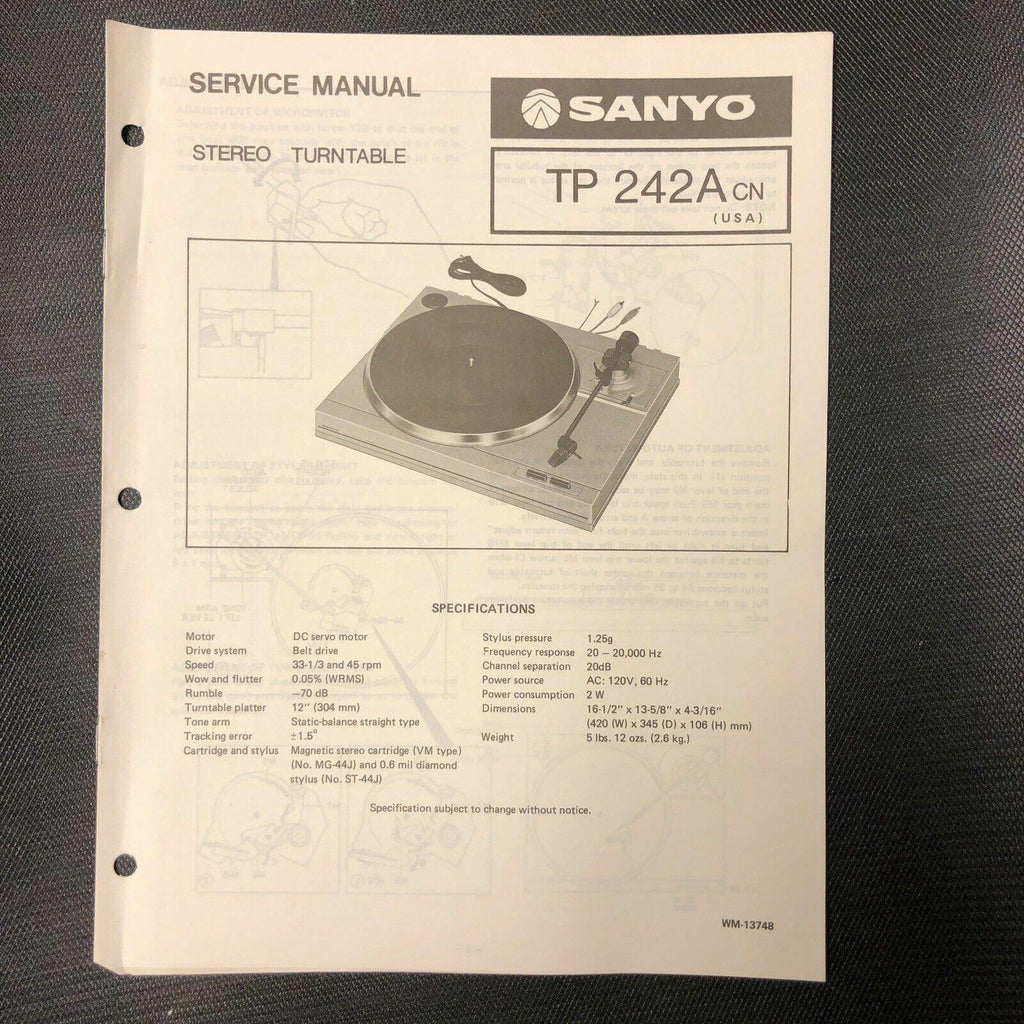 SERVICE MANUAL
SANYO
STEREO TURNTABLE
TP 242A CN
(USA)
SPECIFICATIONS
Motor DC servo motor
Drive system Belt drive
Speed 33-1/3 and 45 rpm
Wow and flutter 0.05% (WRMS)
Rumble −70 dB
Turntable platter 12" (304 mm)
Tone arm Static-balance straight type
Tracking error ±1.5°
Cartridge and stylus Magnetic stereo cartridge (VM type)
(No. MG-44J) and 0.6 mil diamond
stylus (No. ST-44J)
Stylus pressure 1.25g
Frequency response 20 – 20,000 Hz
Channel separation 20dB
Power source AC: 120V, 60 Hz
Power consumption 2 W
Dimensions 16-1/2" x 13-5/8" x 4-3/16"
(420 (W) x 345 (D) x 106 (H) mm)
Weight 5 lbs. 12 ozs. (2.6 kg.)
Specification subject to change without notice.
WM-13748